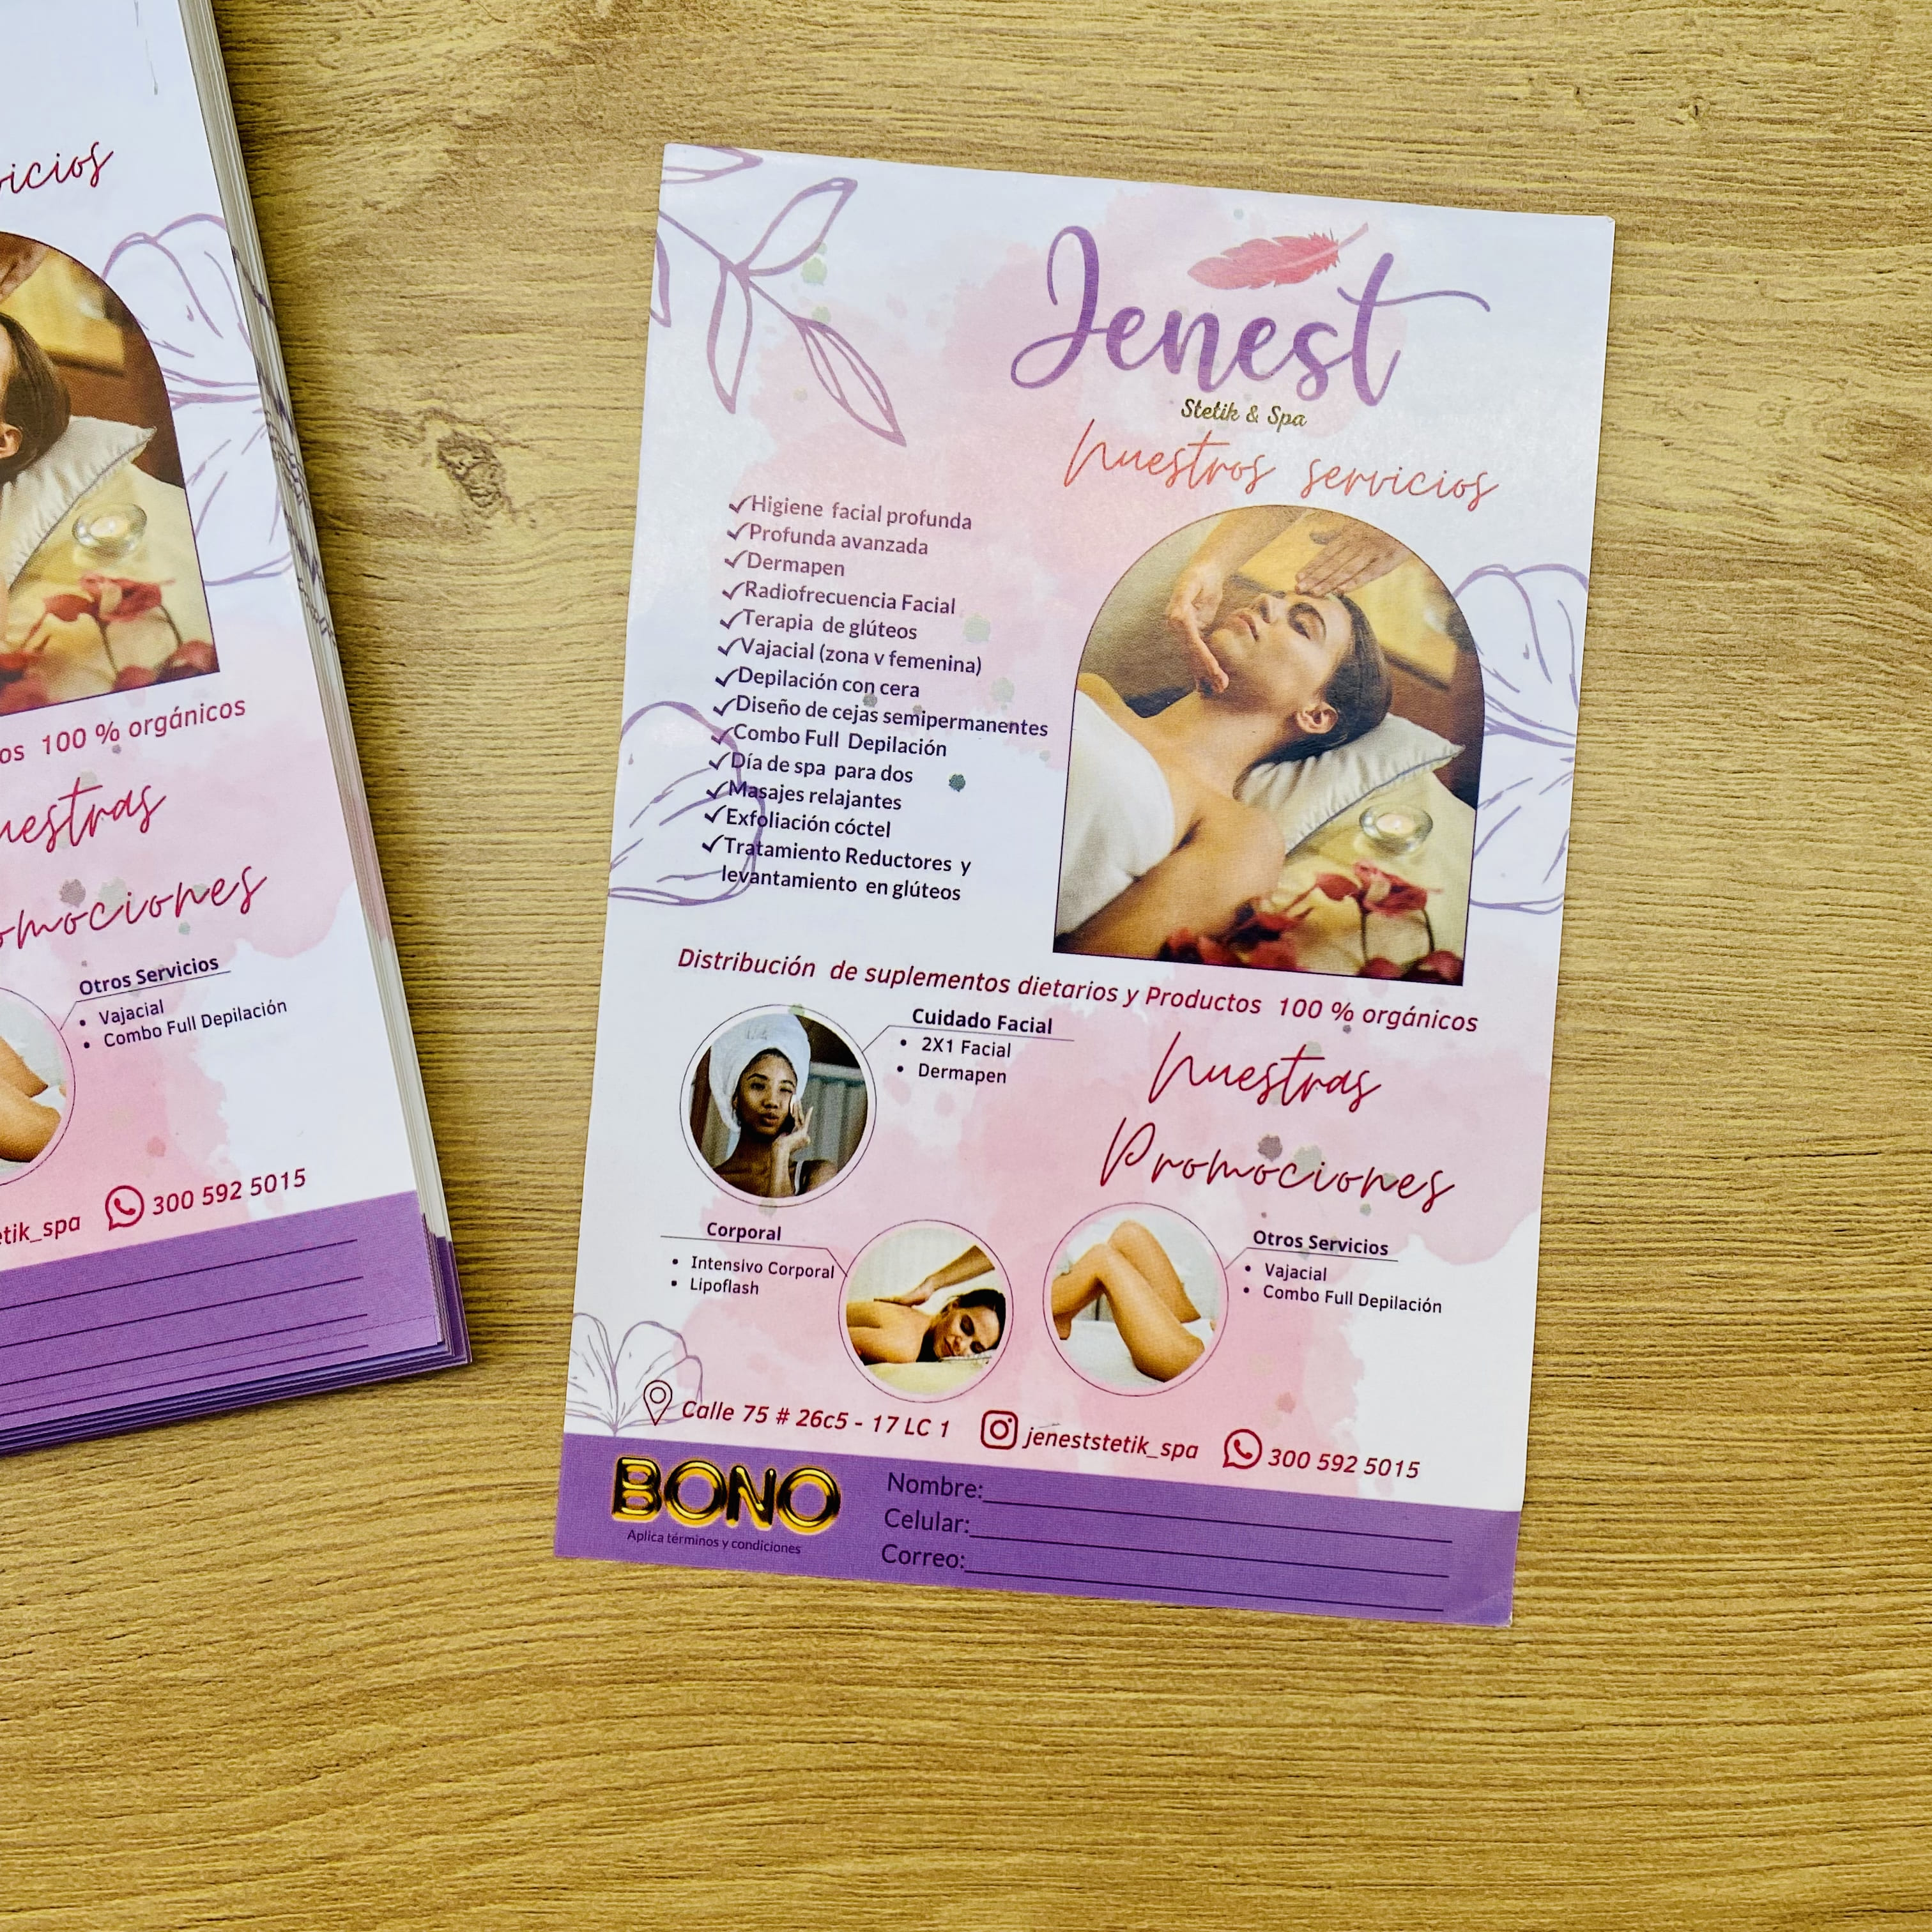 vicios
os 100 % orgánicos
uestras
omociones
Otros Servicios
• Vajacial
• Combo Full Depilación
etik_spa 300 592 5015
Jenest
Stetik & Spa
Nuestros servicios
✓Higiene facial profunda
✓Profunda avanzada
✓Dermapen
✓Radiofrecuencia Facial
✓Terapia de glúteos
✓Vajacial (zona v femenina)
✓Depilación con cera
✓Diseño de cejas semipermanentes
✓Combo Full Depilación
✓Día de spa para dos
✓Masajes relajantes
✓Exfoliación cóctel
✓Tratamiento Reductores y
levantamiento en glúteos
Distribución de suplementos dietarios y Productos 100 % orgánicos
Cuidado Facial
• 2X1 Facial
• Dermapen
Nuestras
Promociones
Corporal
• Intensivo Corporal
• Lipoflash
Otros Servicios
• Vajacial
• Combo Full Depilación
Calle 75 # 26c5 - 17 LC 1 jeneststetik_spa 300 592 5015
BONO
Aplica términos y condiciones
Nombre:
Celular:
Correo: